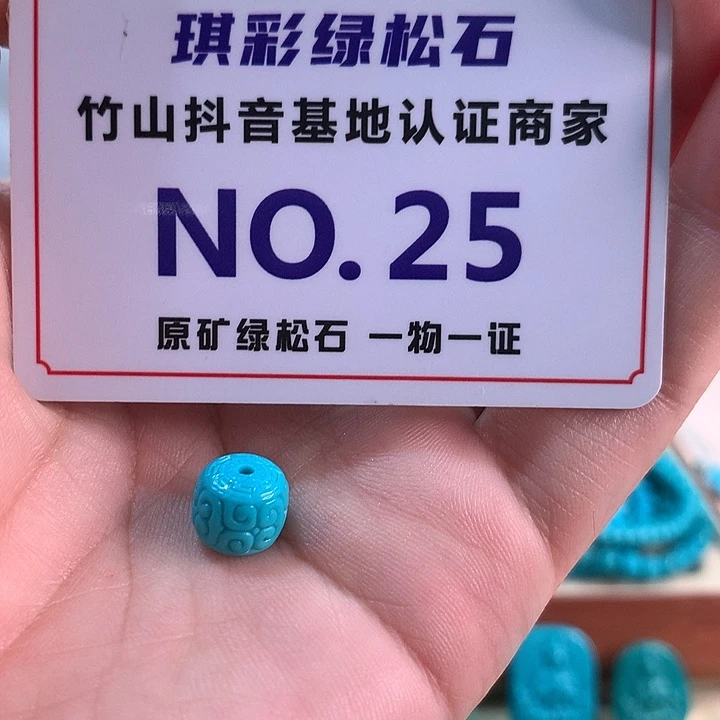 琪彩绿松石
竹山抖音基地认证商家
NO. 25
原矿绿松石 一物一证